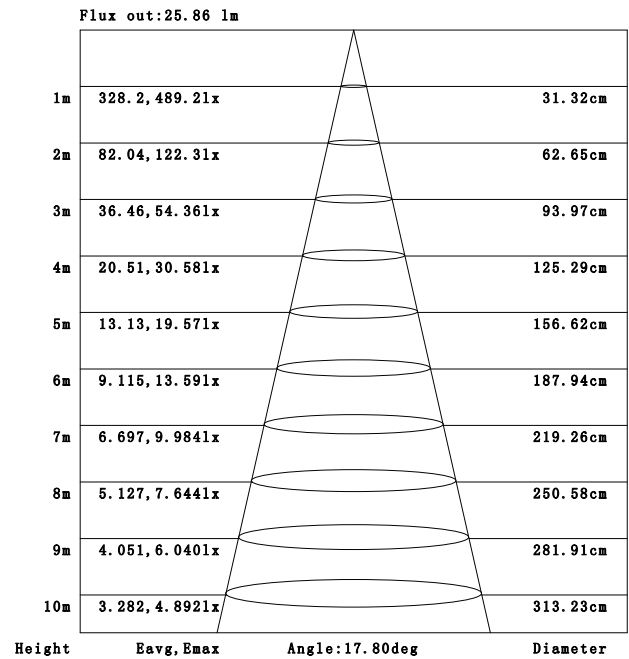 Flux out:25.86 lm
1m 328.2,489.2lx 31.32cm
2m 82.04,122.3lx 62.65cm
3m 36.46,54.36lx 93.97cm
4m 20.51,30.58lx 125.29cm
5m 13.13,19.57lx 156.62cm
6m 9.115,13.59lx 187.94cm
7m 6.697,9.984lx 219.26cm
8m 5.127,7.644lx 250.58cm
9m 4.051,6.040lx 281.91cm
10m 3.282,4.892lx 313.23cm
Height Eavg,Emax Angle:17.80deg Diameter